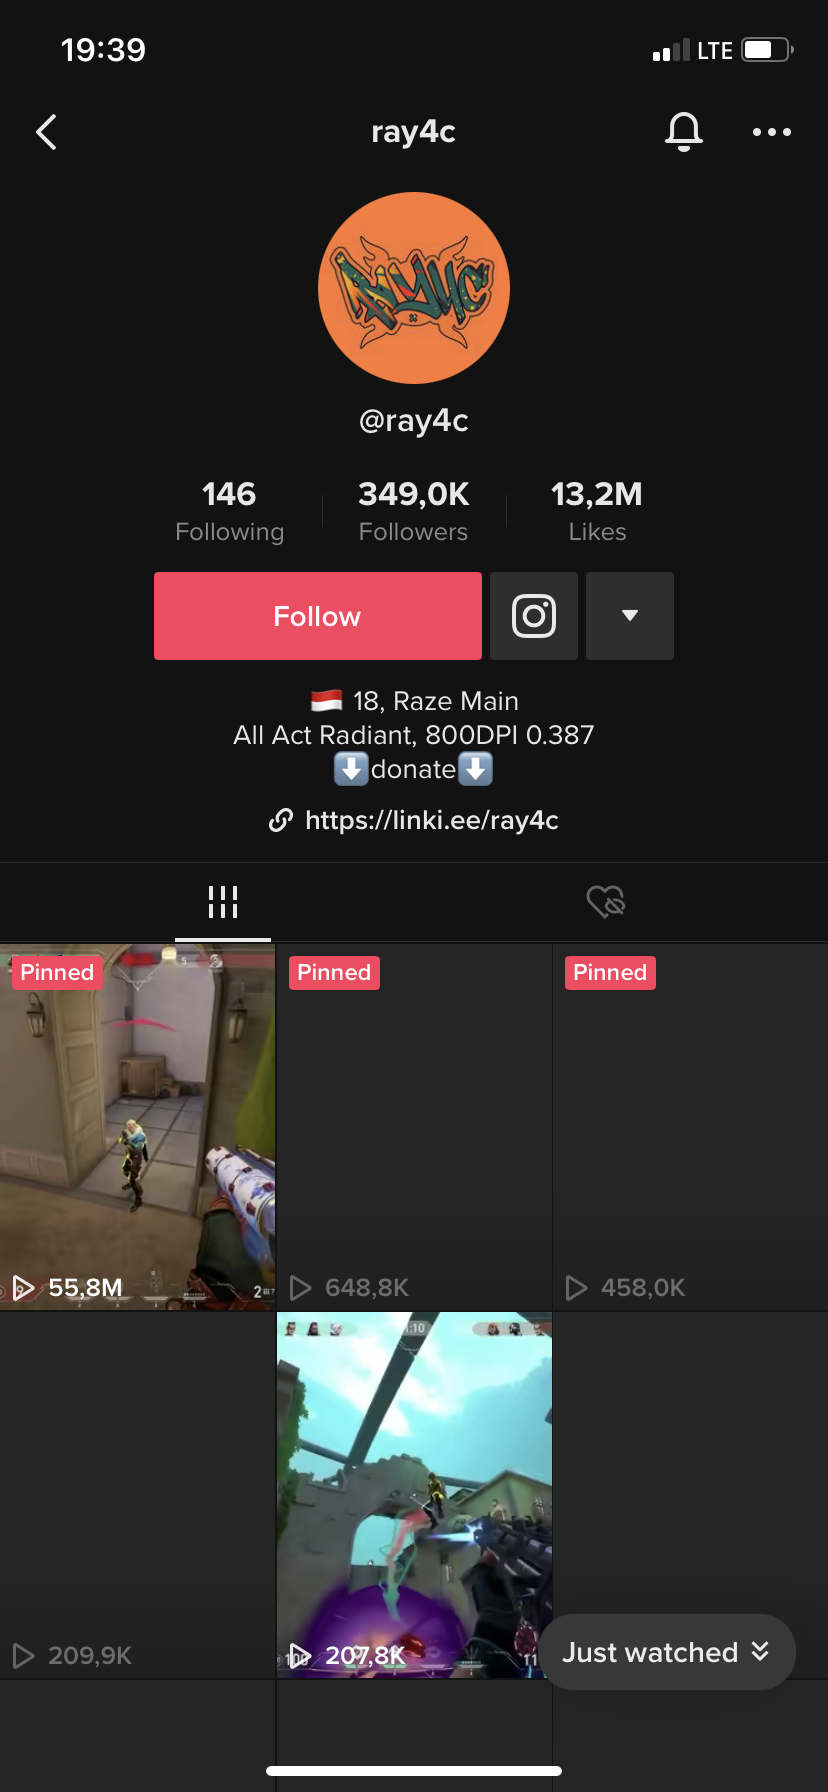 19:39
LTE
ray4c
@ray4c
146
349,0K
13,2M
Following
Followers
Likes
Follow
18, Raze Main
All Act Radiant, 800DPI 0.387
donate
https://linki.ee/ray4c
Pinned
Pinned
Pinned
55,8M
648,8K
458,0K
209,9K
207,8K
Just watched